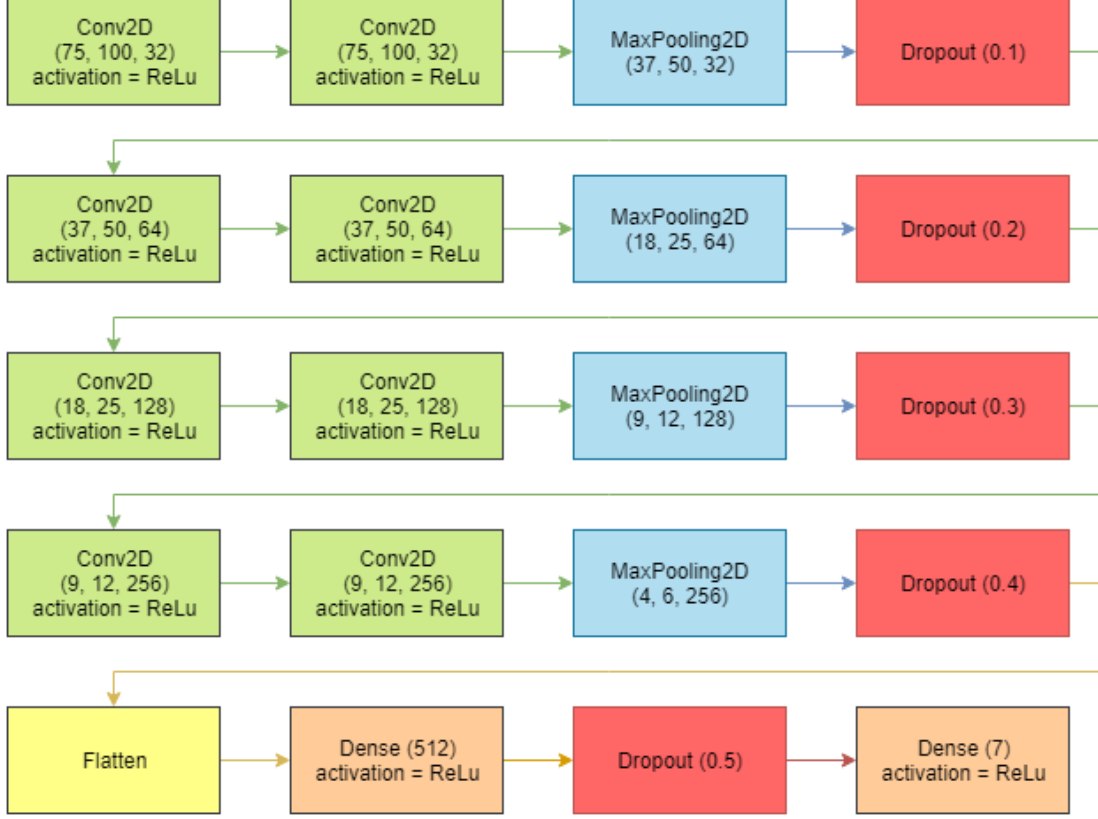 Conv2D
(75, 100, 32)
activation = ReLu
Conv2D
(75, 100, 32)
activation = ReLu
MaxPooling2D
(37, 50, 32)
Dropout (0.1)
Conv2D
(37, 50, 64)
activation = ReLu
Conv2D
(37, 50, 64)
activation = ReLu
MaxPooling2D
(18, 25, 64)
Dropout (0.2)
Conv2D
(18, 25, 128)
activation = ReLu
Conv2D
(18, 25, 128)
activation = ReLu
MaxPooling2D
(9, 12, 128)
Dropout (0.3)
Conv2D
(9, 12, 256)
activation = ReLu
Conv2D
(9, 12, 256)
activation = ReLu
MaxPooling2D
(4, 6, 256)
Dropout (0.4)
Flatten
Dense (512)
activation = ReLu
Dropout (0.5)
Dense (7)
activation = ReLu